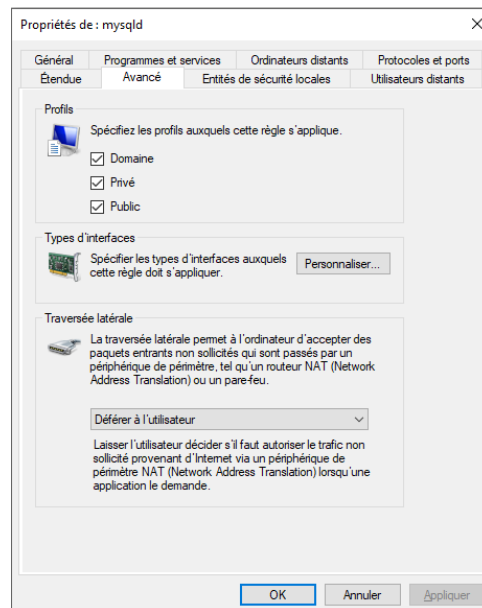 Propriétés de : mysqld
Général Programmes et services Ordinateurs distants Protocoles et ports
Étendue Avancé Entités de sécurité locales Utilisateurs distants
Profils
Spécifiez les profils auxquels cette règle s'applique.
Domaine
Privé
Public
Types d'interfaces
Spécifier les types d'interfaces auxquels
cette règle doit s'appliquer.
Personnaliser...
Traversée latérale
La traversée latérale permet à l'ordinateur d'accepter des
paquets entrants non sollicités qui sont passés par un
périphérique de périmètre, tel qu'un routeur NAT (Network
Address Translation) ou un pare-feu.
Déférer à l'utilisateur
Laisser l'utilisateur décider s'il faut autoriser le trafic non
sollicité provenant d'Internet via un périphérique de
périmètre NAT (Network Address Translation) lorsqu'une
application le demande.
OK Annuler Appliquer